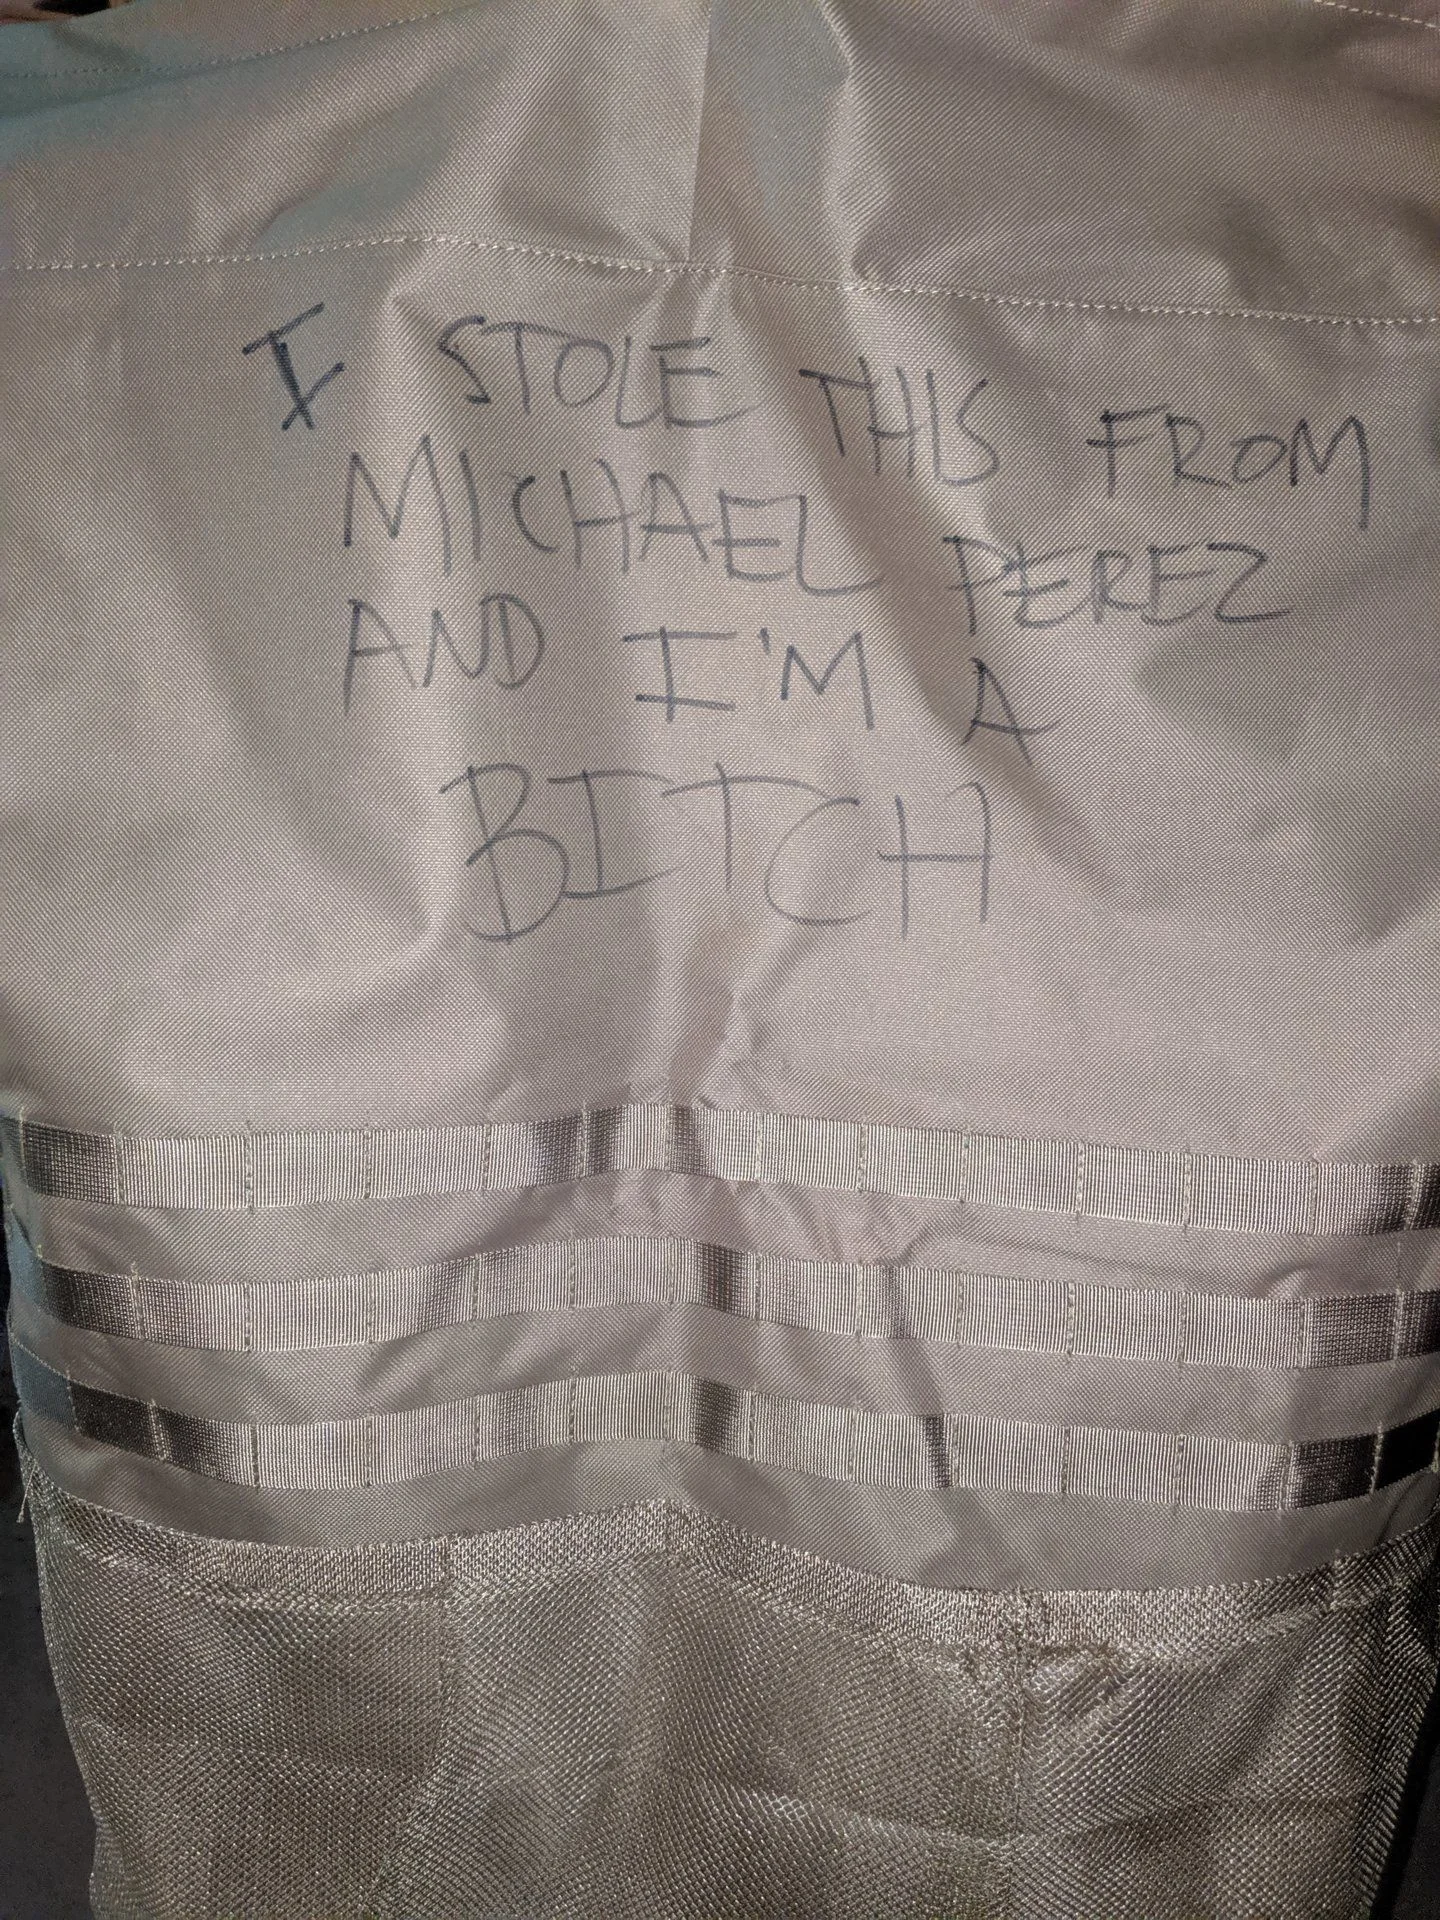 I STOLE THIS FROM
MICHAEL PEREZ
AND I'M A
BITCH